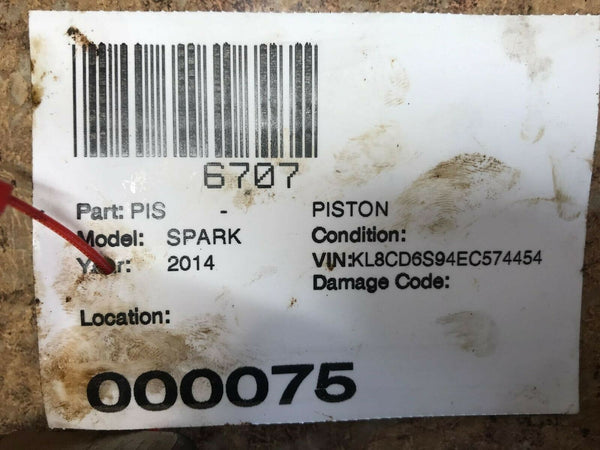 6707
Part: PIS - PISTON
Model: SPARK Condition:
Year: 2014 VIN:KL8CD6S94EC574454
Damage Code:
Location:
000075